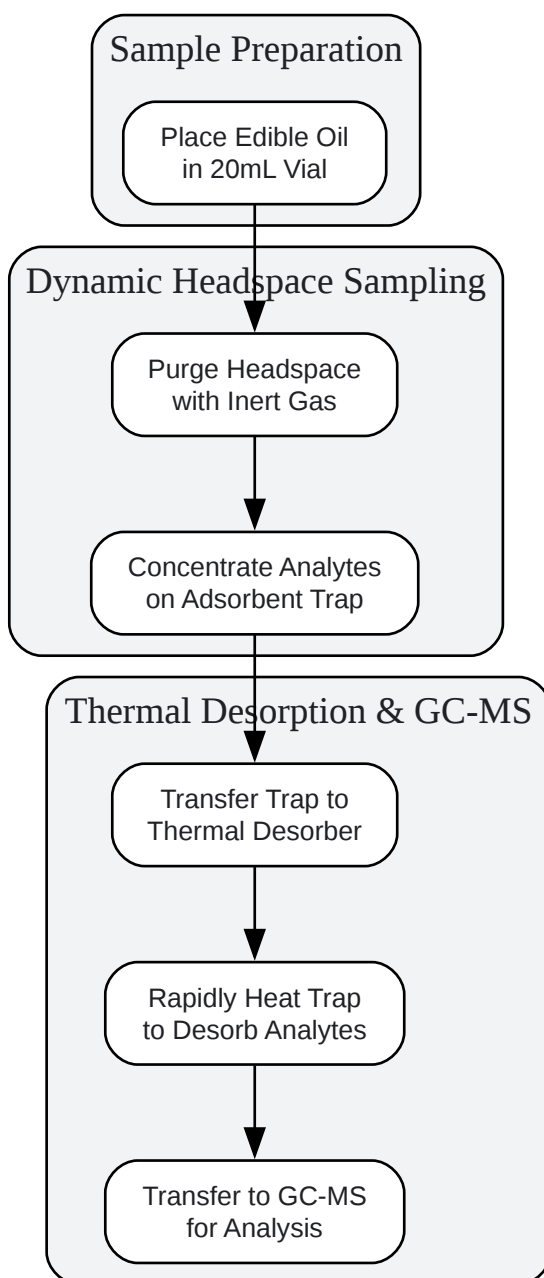 Sample Preparation
Place Edible Oil
in 20mL Vial
Dynamic Headspace Sampling
Purge Headspace
with Inert Gas
Concentrate Analytes
on Adsorbent Trap
Thermal Desorption & GC-MS
Transfer Trap to
Thermal Desorber
Rapidly Heat Trap
to Desorb Analytes
Transfer to GC-MS
for Analysis